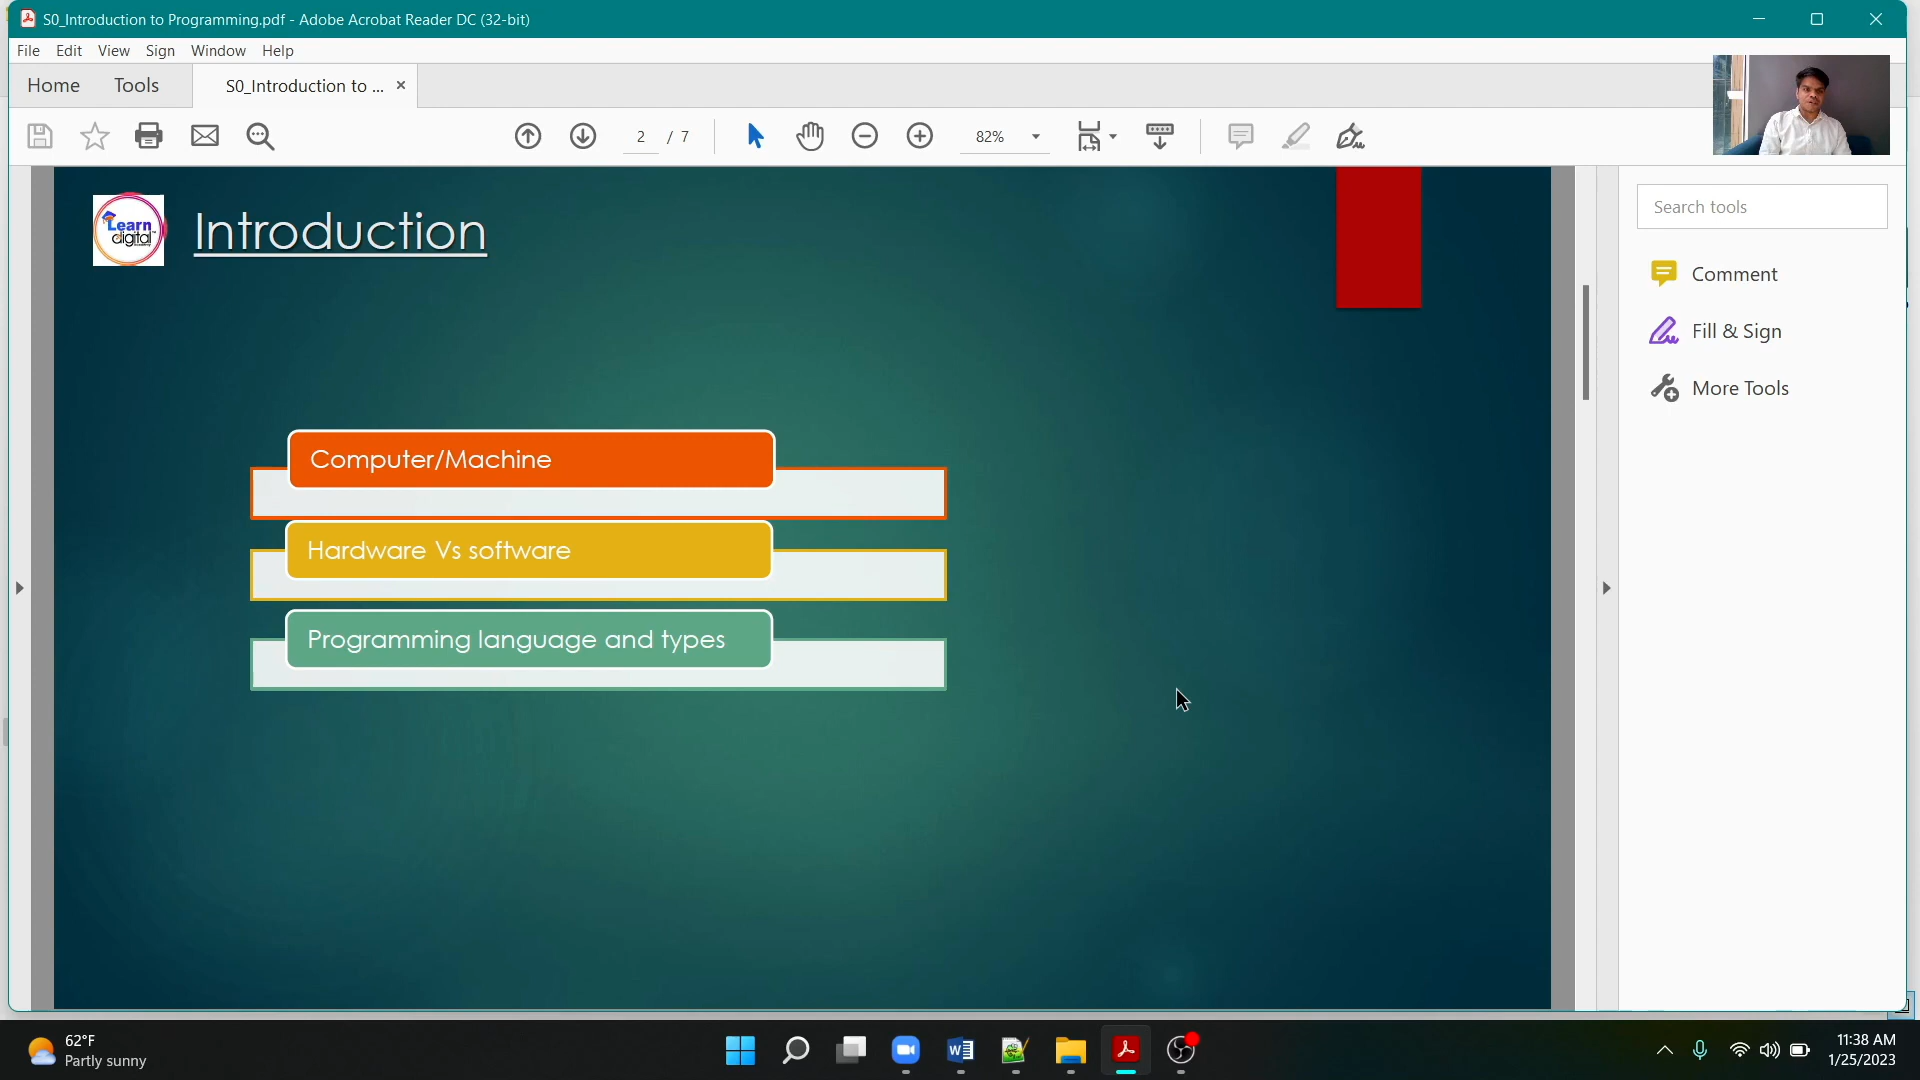 S0_Introduction to Programming.pdf - Adobe Acrobat Reader DC (32-bit)
File Edit View Sign Window Help
Home Tools S0_Introduction to ... ×
2 / 7 82%
Learn
digital
Introduction
Search tools
Comment
Fill & Sign
More Tools
Computer/Machine
Hardware Vs software
Programming language and types
62°F
Partly sunny
11:38 AM
1/25/2023